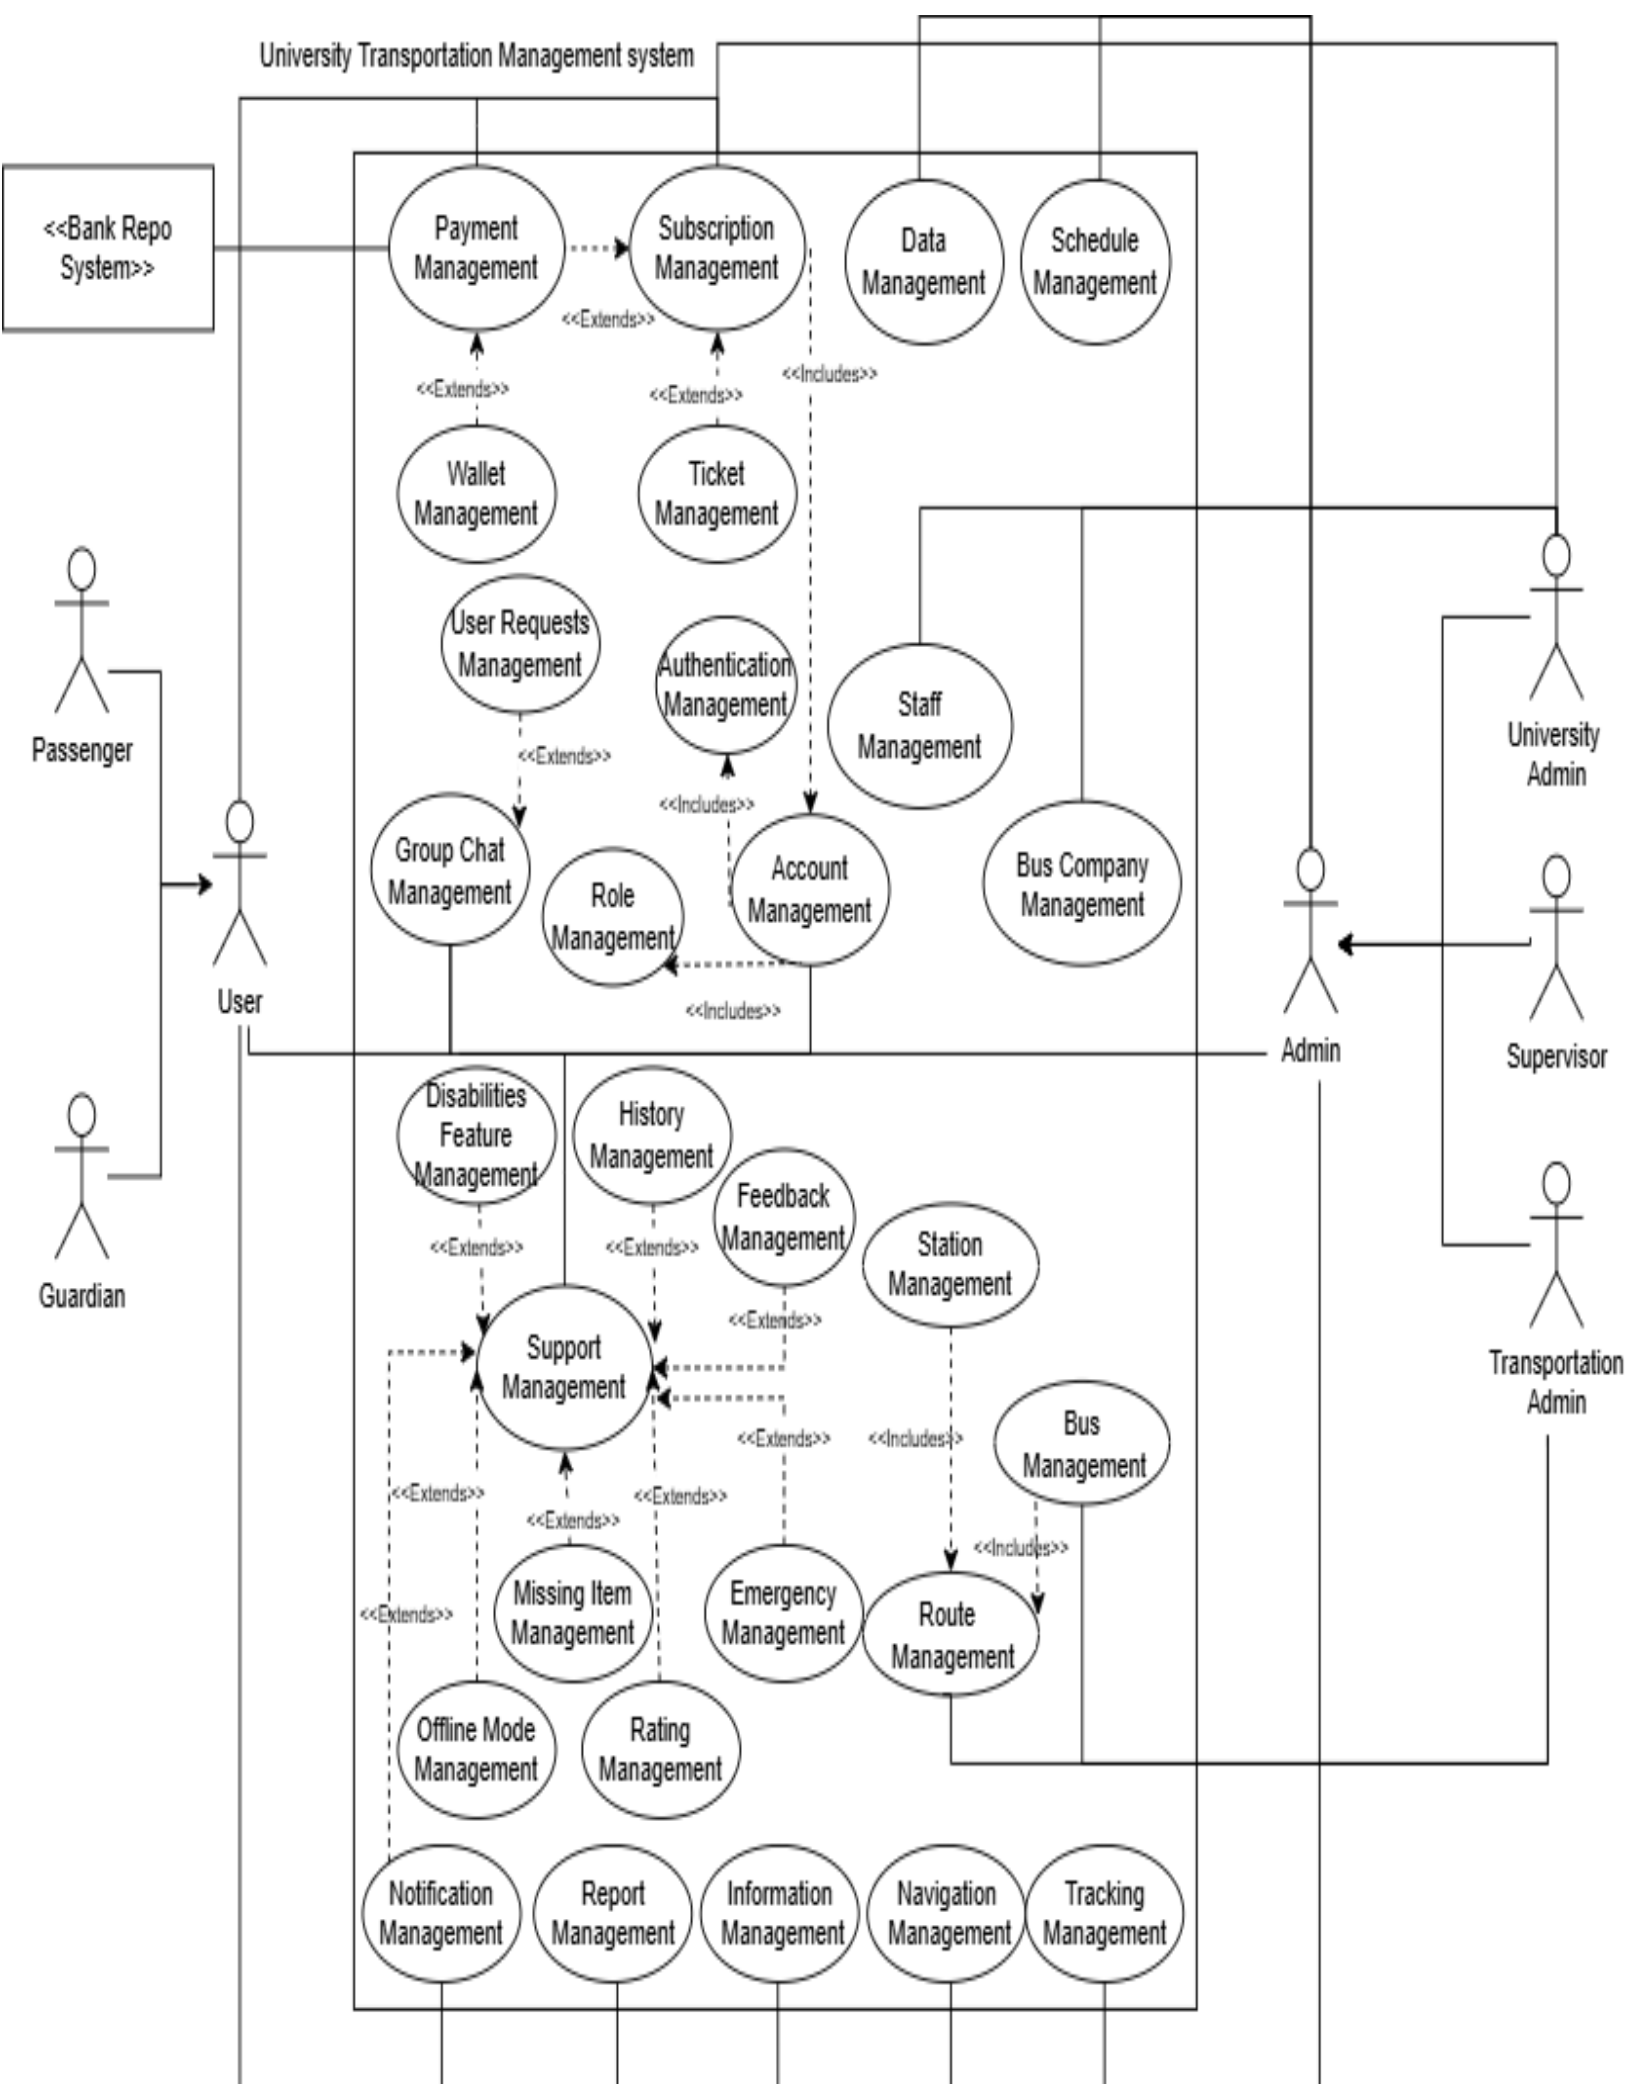 University Transportation Management system
<<Bank Repo
System>>
Payment
Management
Subscription
Management
Data
Management
Schedule
Management
<<Extends>>
<<Extends>>
<<Extends>>
<<Includes>>
Wallet
Management
Ticket
Management
User Requests
Management
Authentication
Management
Staff
Management
Passenger
University
Admin
<<Extends>>
<<Includes>>
Group Chat
Management
Role
Management
Account
Management
Bus Company
Management
User
<<Includes>>
Admin
Supervisor
Disabilities
Feature
Management
History
Management
Feedback
Management
Station
Management
Guardian
<<Extends>>
<<Extends>>
<<Extends>>
Support
Management
Transportation
Admin
Bus
Management
<<Extends>>
<<Includes>>
<<Extends>>
<<Extends>>
<<Extends>>
<<Includes>>
Missing Item
Management
Emergency
Management
Route
Management
<<Extends>>
Offline Mode
Management
Rating
Management
Notification
Management
Report
Management
Information
Management
Navigation
Management
Tracking
Management